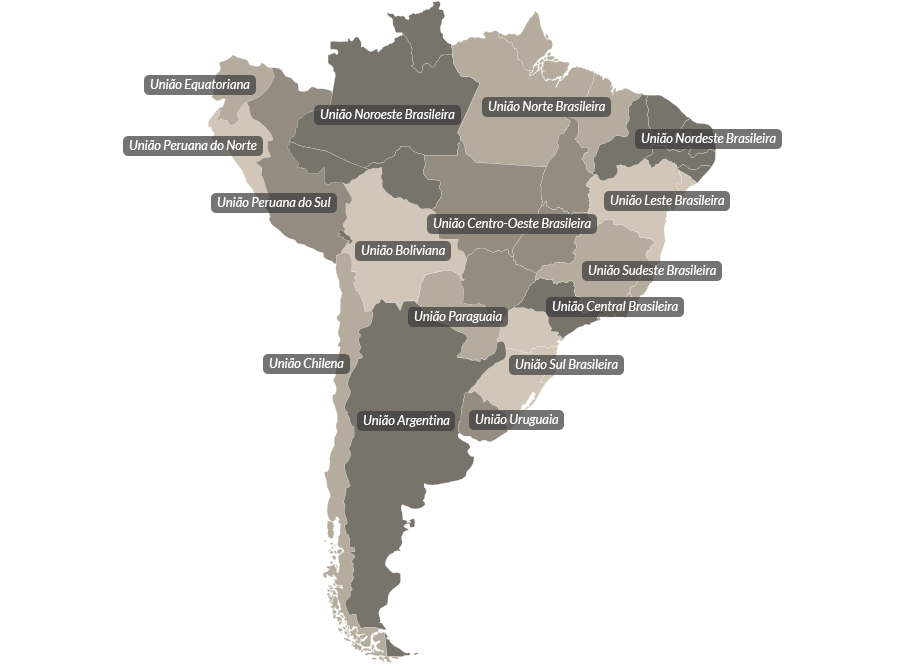 União Equatoriana
União Norte Brasileira
União Noroeste Brasileira
União Nordeste Brasileira
União Peruana do Norte
União Leste Brasileira
União Peruana do Sul
União Centro-Oeste Brasileira
União Boliviana
União Sudeste Brasileira
União Central Brasileira
União Paraguaia
União Chilena
União Sul Brasileira
União Argentina
União Uruguaia